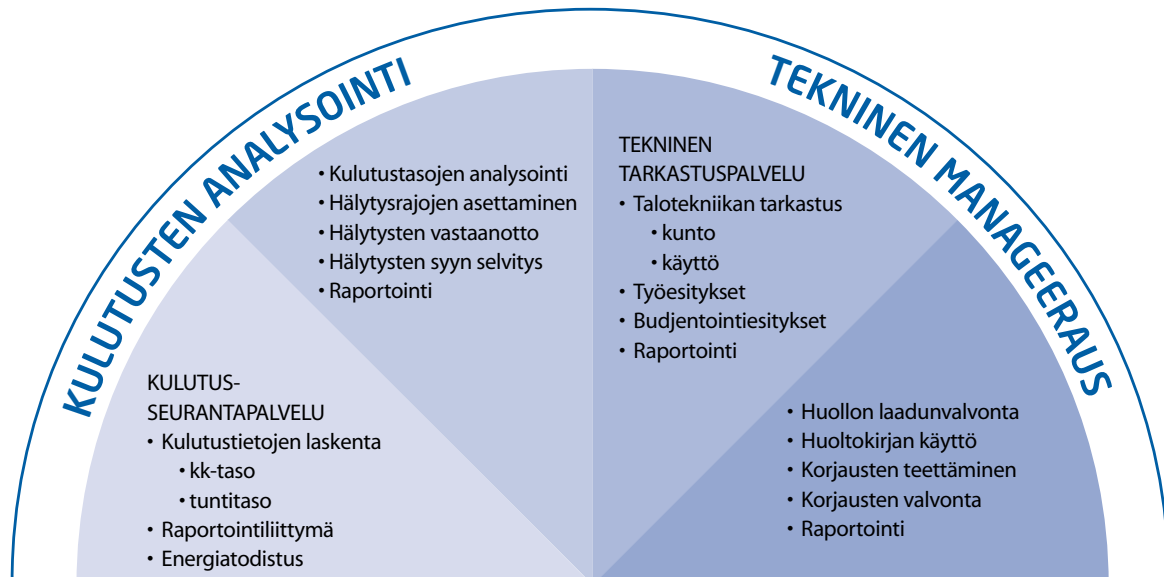 KULUTUSTEN ANALYSOINTI
TEKNINEN MANAGEERAUS
KULUTUS-
SEURANTAPALVELU
• Kulutustietojen laskenta
• kk-taso
• tuntitaso
• Raportointiliittymä
• Energiatodistus
• Kulutustasojen analysointi
• Hälytysrajojen asettaminen
• Hälytysten vastaanotto
• Hälytysten syyn selvitys
• Raportointi
TEKNINEN
TARKASTUSPALVELU
• Talotekniikan tarkastus
• kunto
• käyttö
• Työesitykset
• Budjentointiesitykset
• Raportointi
• Huollon laadunvalvonta
• Huoltokirjan käyttö
• Korjausten teettäminen
• Korjausten valvonta
• Raportointi